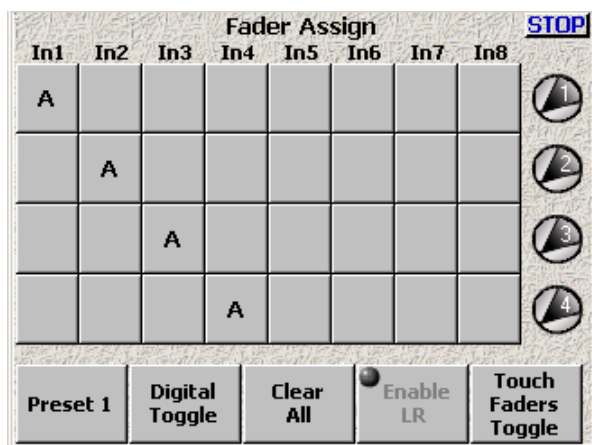 Fader Assign
STOP
In1 In2 In3 In4 In5 In6 In7 In8
A
1
A
2
A
3
A
4
Preset 1
Digital
Toggle
Clear
All
Enable
LR
Touch
Faders
Toggle